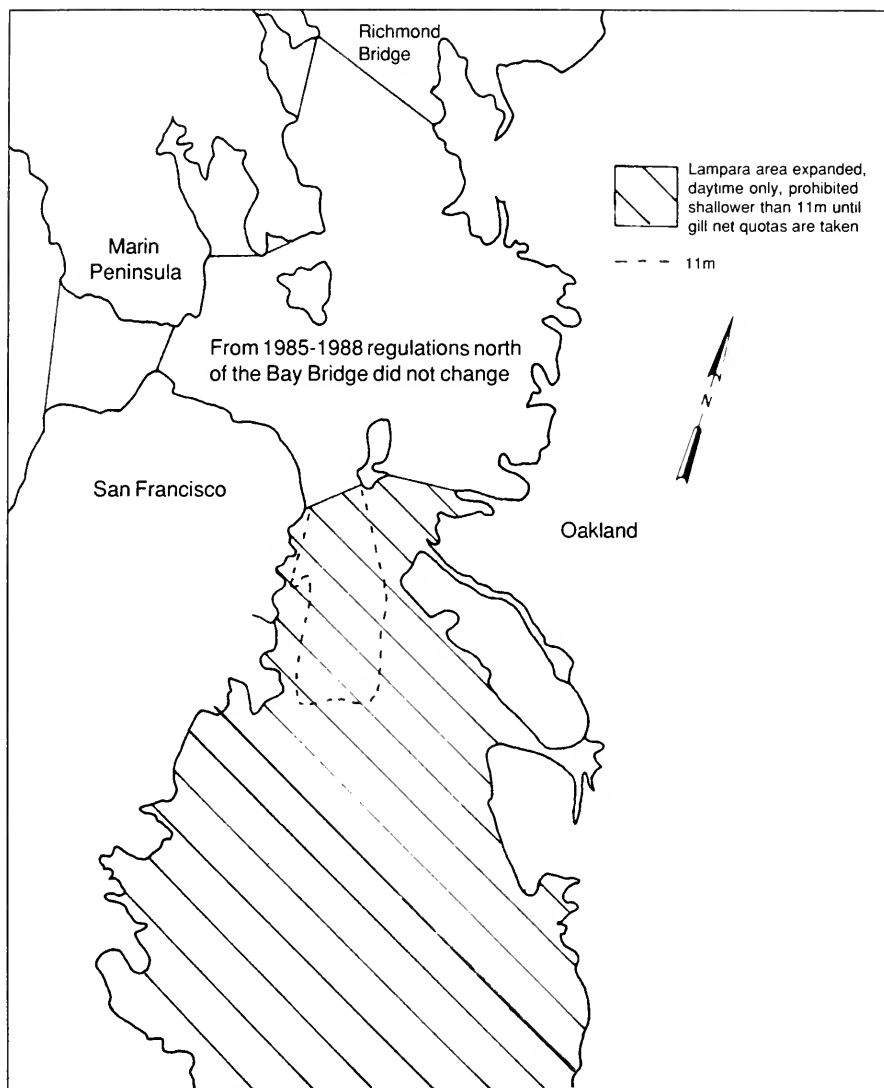 Richmond
Bridge
Lampara area expanded,
daytime only, prohibited
shallower than 11m until
gill net quotas are taken
11m
Marin
Peninsula
From 1985-1988 regulations north
of the Bay Bridge did not change
N
San Francisco
Oakland